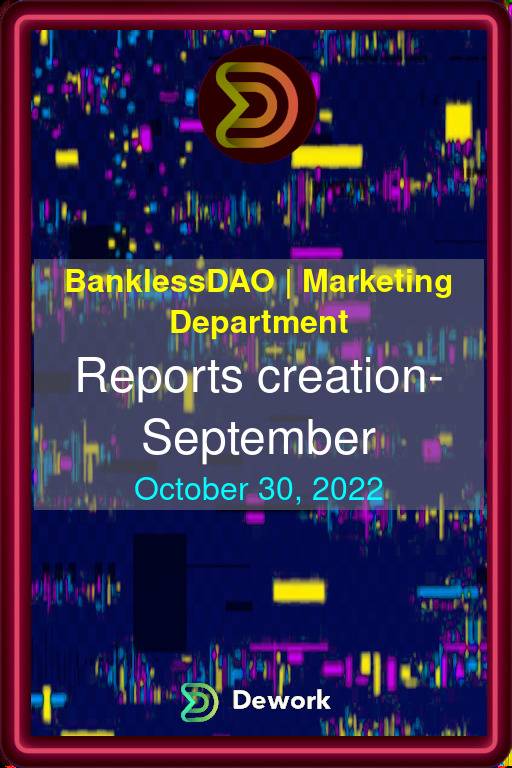 BanklessDAO | Marketing
Department
Reports creation-
September
October 30, 2022
Dework